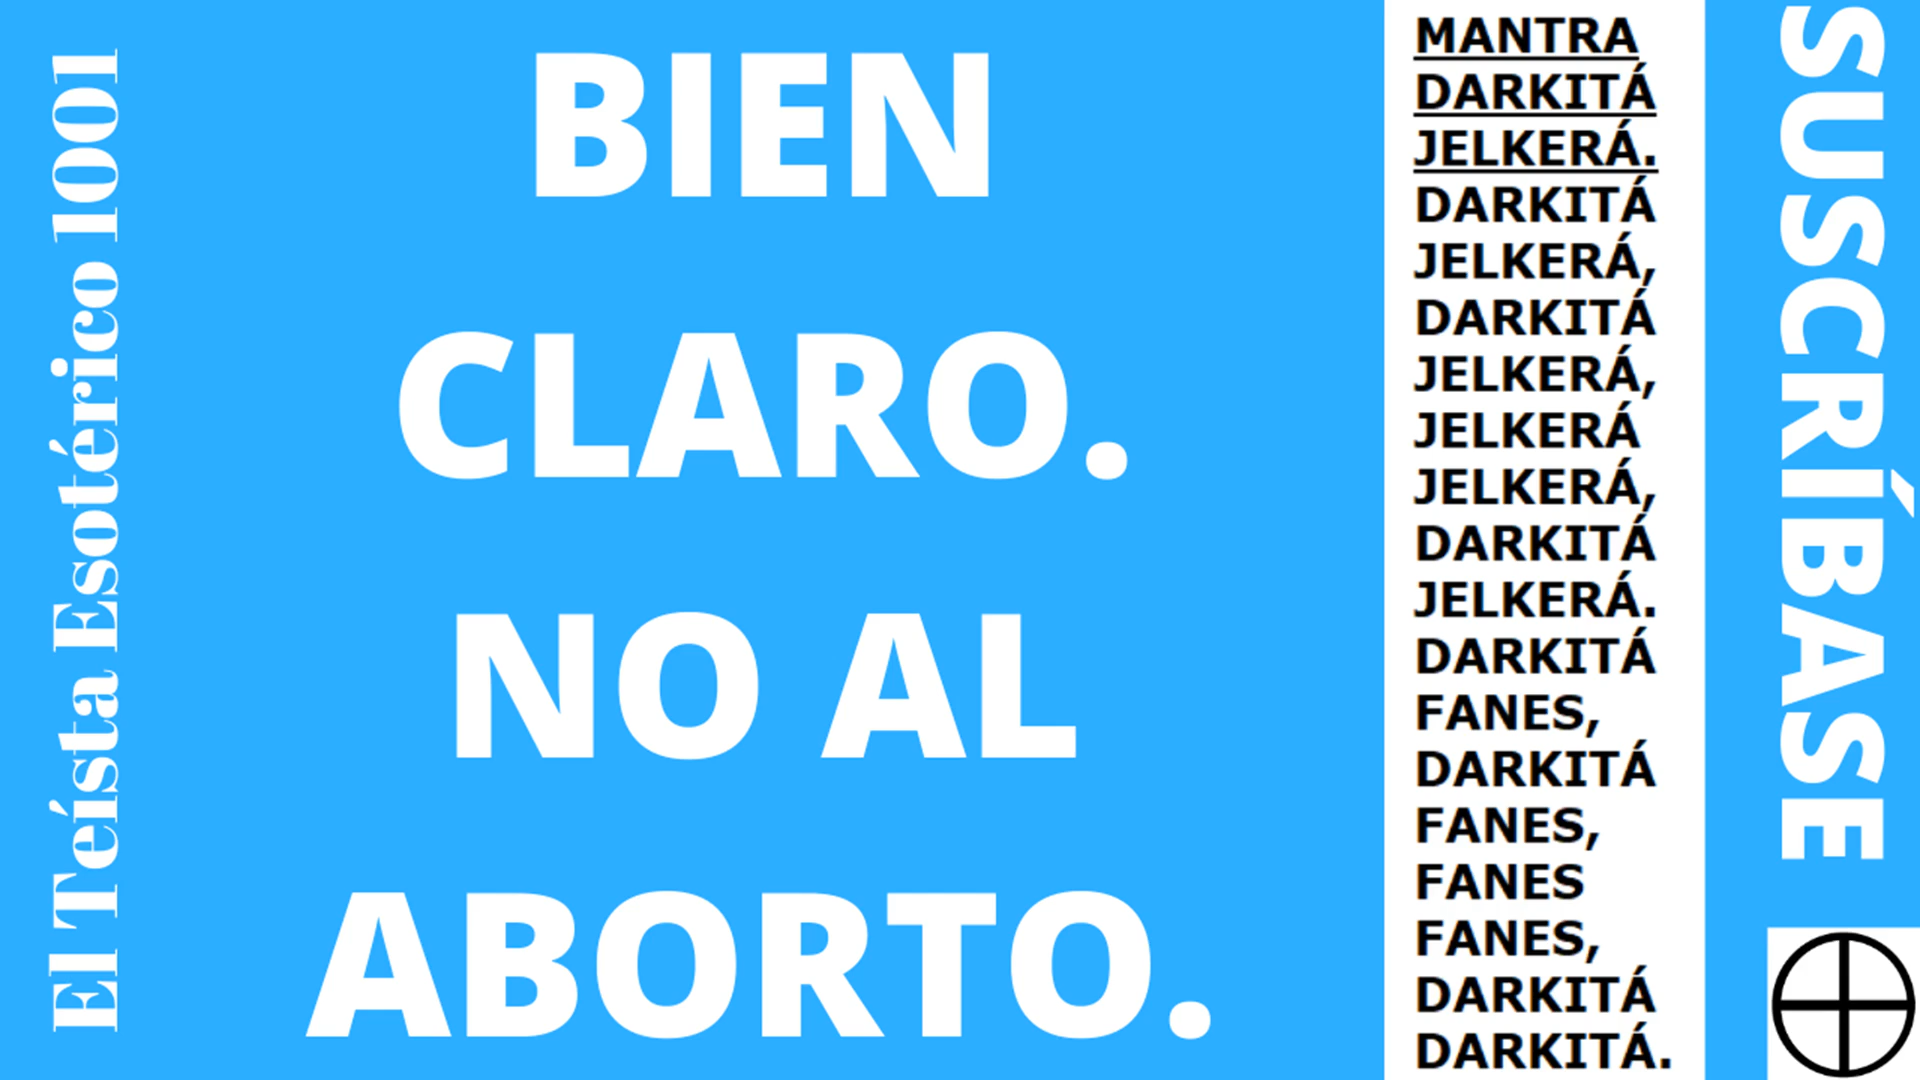 El Teísta Esotérico 1001
BIEN
CLARO.
NO AL
ABORTO.
MANTRA
DARKITÁ
JELKERÁ.
DARKITÁ
JELKERÁ,
DARKITÁ
JELKERÁ,
JELKERÁ
JELKERÁ,
DARKITÁ
JELKERÁ.
DARKITÁ
FANES,
DARKITÁ
FANES,
FANES
FANES,
DARKITÁ
DARKITÁ.
SUSCRÍBASE